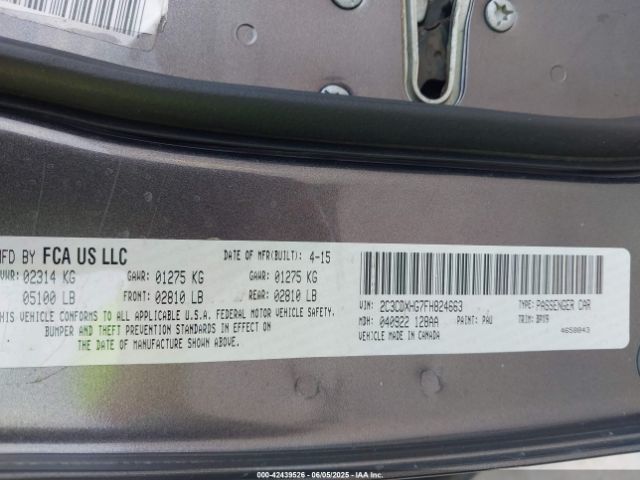 MFD BY FCA US LLC DATE OF MFR(BUILT): 4-15
VWR: 02314 KG GAWR: 01275 KG GAWR: 01275 KG
05100 LB FRONT: 02810 LB REAR: 02810 LB
THIS VEHICLE CONFORMS TO ALL APPLICABLE U.S.A. FEDERAL MOTOR VEHICLE SAFETY.
BUMPER AND THEFT PREVENTION STANDARDS IN EFFECT ON
THE DATE OF MANUFACTURE SHOWN ABOVE.
VIN: 2C3CDXHG7FH824663 TYPE: PASSENGER CAR
MDH: 040922 128AA PAINT: PAU TRIM: BPX9
VEHICLE MADE IN CANADA 4658843
000-42439526 - 06/05/2025 - IAAI.com